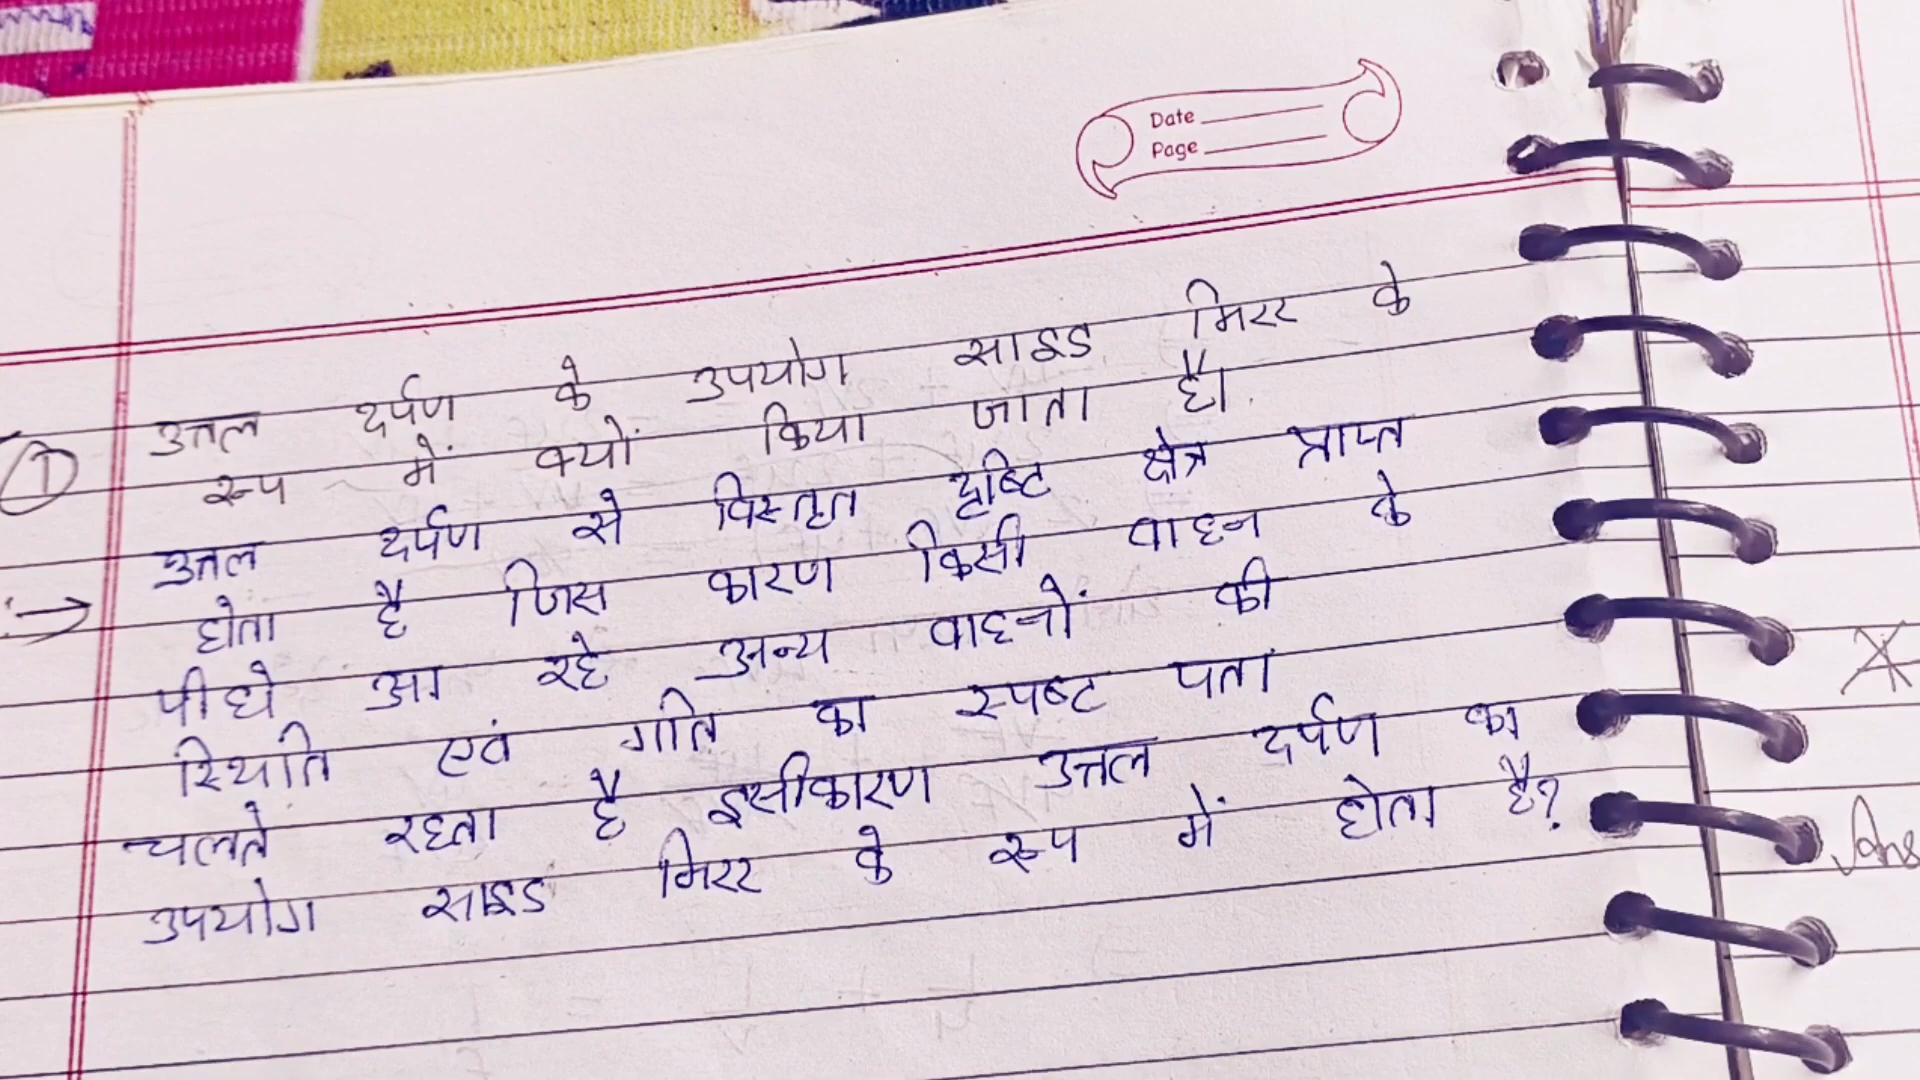 Date
Page
① उत्तल दर्पण के उपयोग साइड मिरर के
रूप में क्यों किया जाता है।
:→ उत्तल दर्पण से विस्तृत दृष्टि क्षेत्र प्राप्त
होता है जिस कारण किसी वाहन के
पीछे आ रहे अन्य वाहनों की
स्थिति एवं गति का स्पष्ट पता
चलते रहता है इसीकारण उत्तल दर्पण का
उपयोग साइड मिरर के रूप में होता है?
Ans